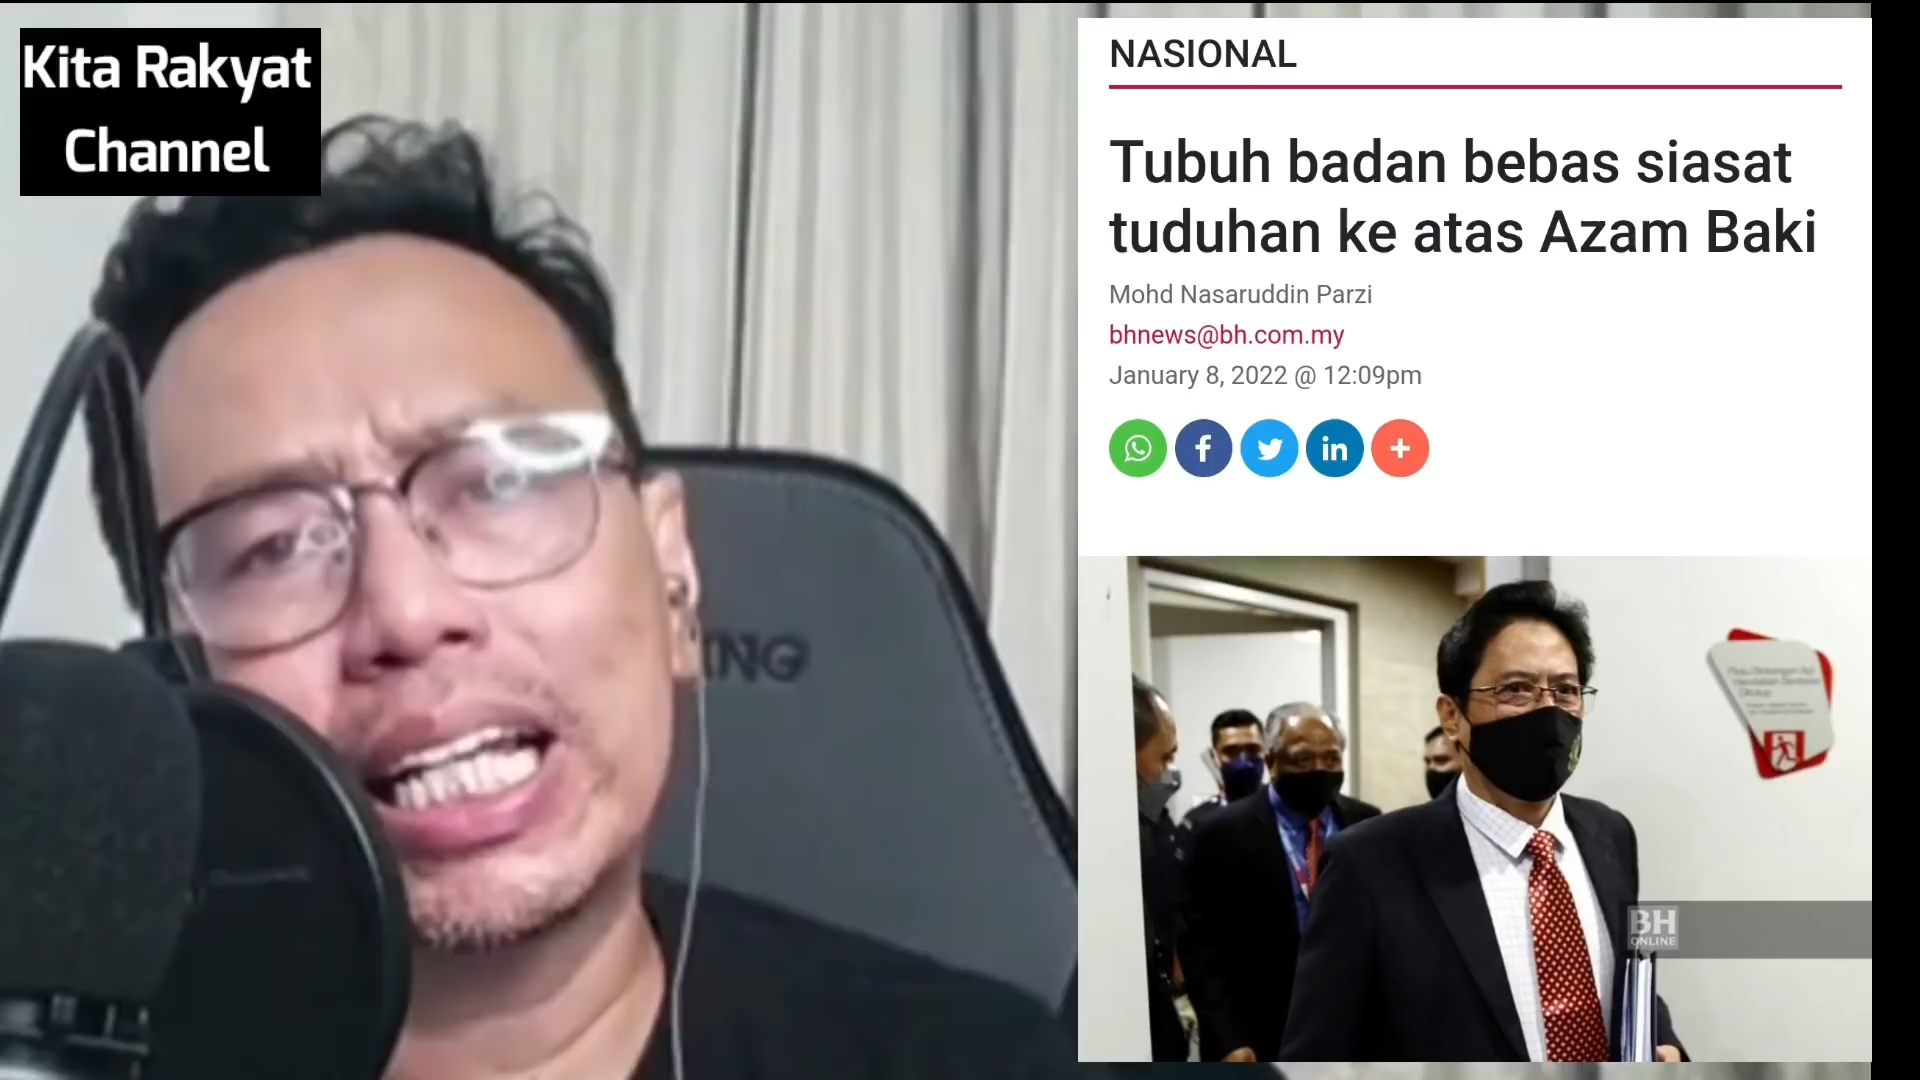 Kita Rakyat
Channel
NASIONAL
Tubuh badan bebas siasat
tuduhan ke atas Azam Baki
Mohd Nasaruddin Parzi
bhnews@bh.com.my
January 8, 2022 @ 12:09pm
BH
ONLINE